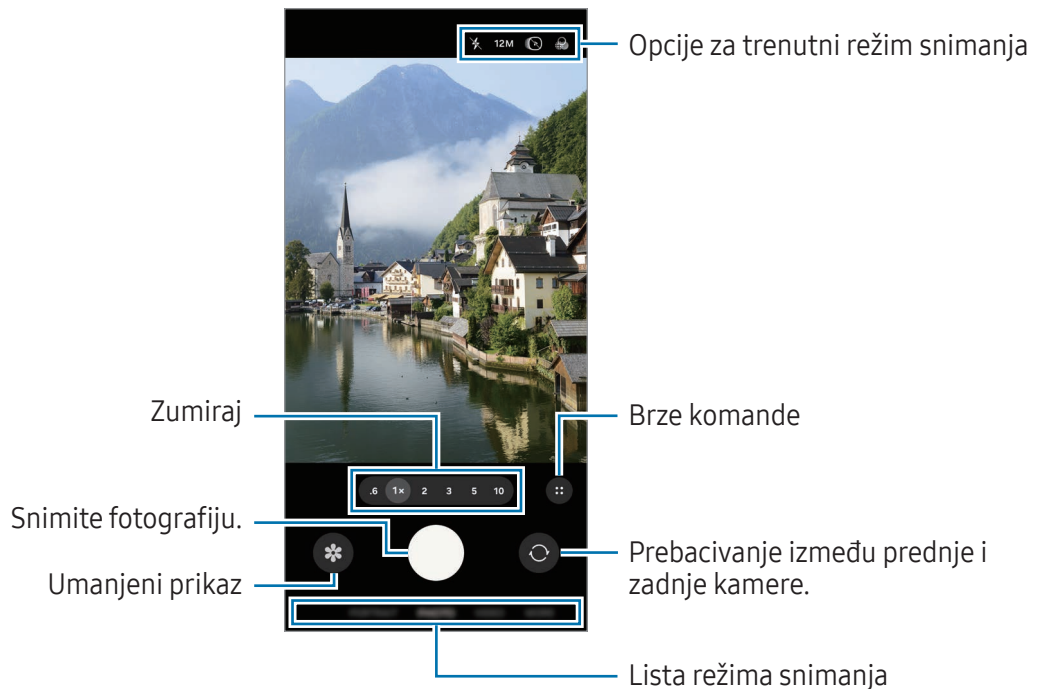 12M
Opcije za trenutni režim snimanja
Zumiraj
Brze komande
.6 1× 2 3 5 10
Snimite fotografiju.
Prebacivanje između prednje i
zadnje kamere.
Umanjeni prikaz
Lista režima snimanja